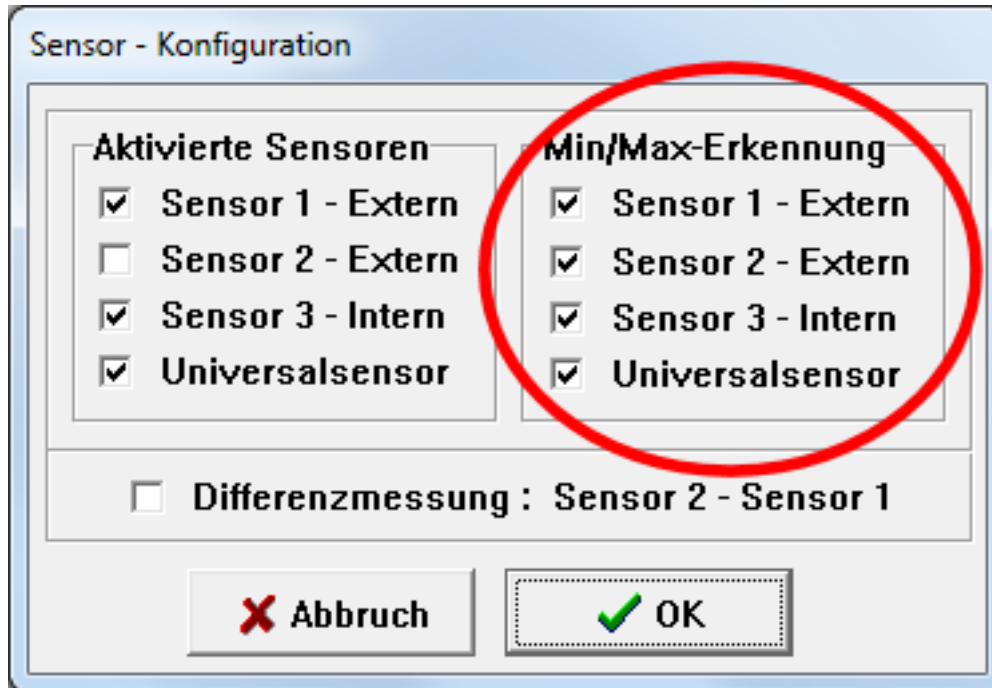 Sensor - Konfiguration
Aktivierte Sensoren
Sensor 1 - Extern
Sensor 2 - Extern
Sensor 3 - Intern
Universalsensor
Min/Max-Erkennung
Sensor 1 - Extern
Sensor 2 - Extern
Sensor 3 - Intern
Universalsensor
Differenzmessung : Sensor 2 - Sensor 1
Abbruch
OK